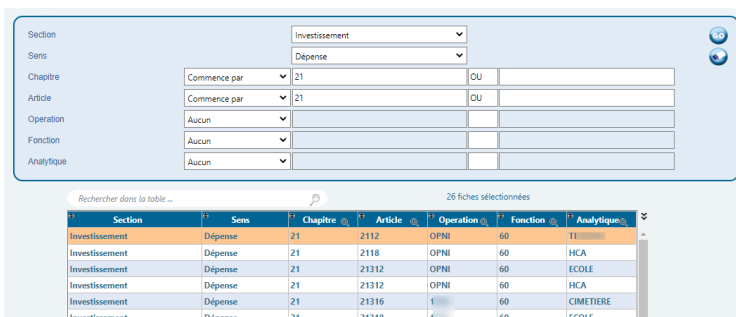 Section Investissement GO
Sens Dépense
Chapitre Commence par 21 OU
Article Commence par 21 OU
Operation Aucun
Fonction Aucun
Analytique Aucun
Rechercher dans la table ... 26 fiches sélectionnées
Section Sens Chapitre Article Operation Fonction Analytique
Investissement Dépense 21 2112 OPNI 60
Investissement Dépense 21 2118 OPNI 60 HCA
Investissement Dépense 21 21312 OPNI 60 ECOLE
Investissement Dépense 21 21312 OPNI 60 HCA
Investissement Dépense 21 21316 60 CIMETIERE